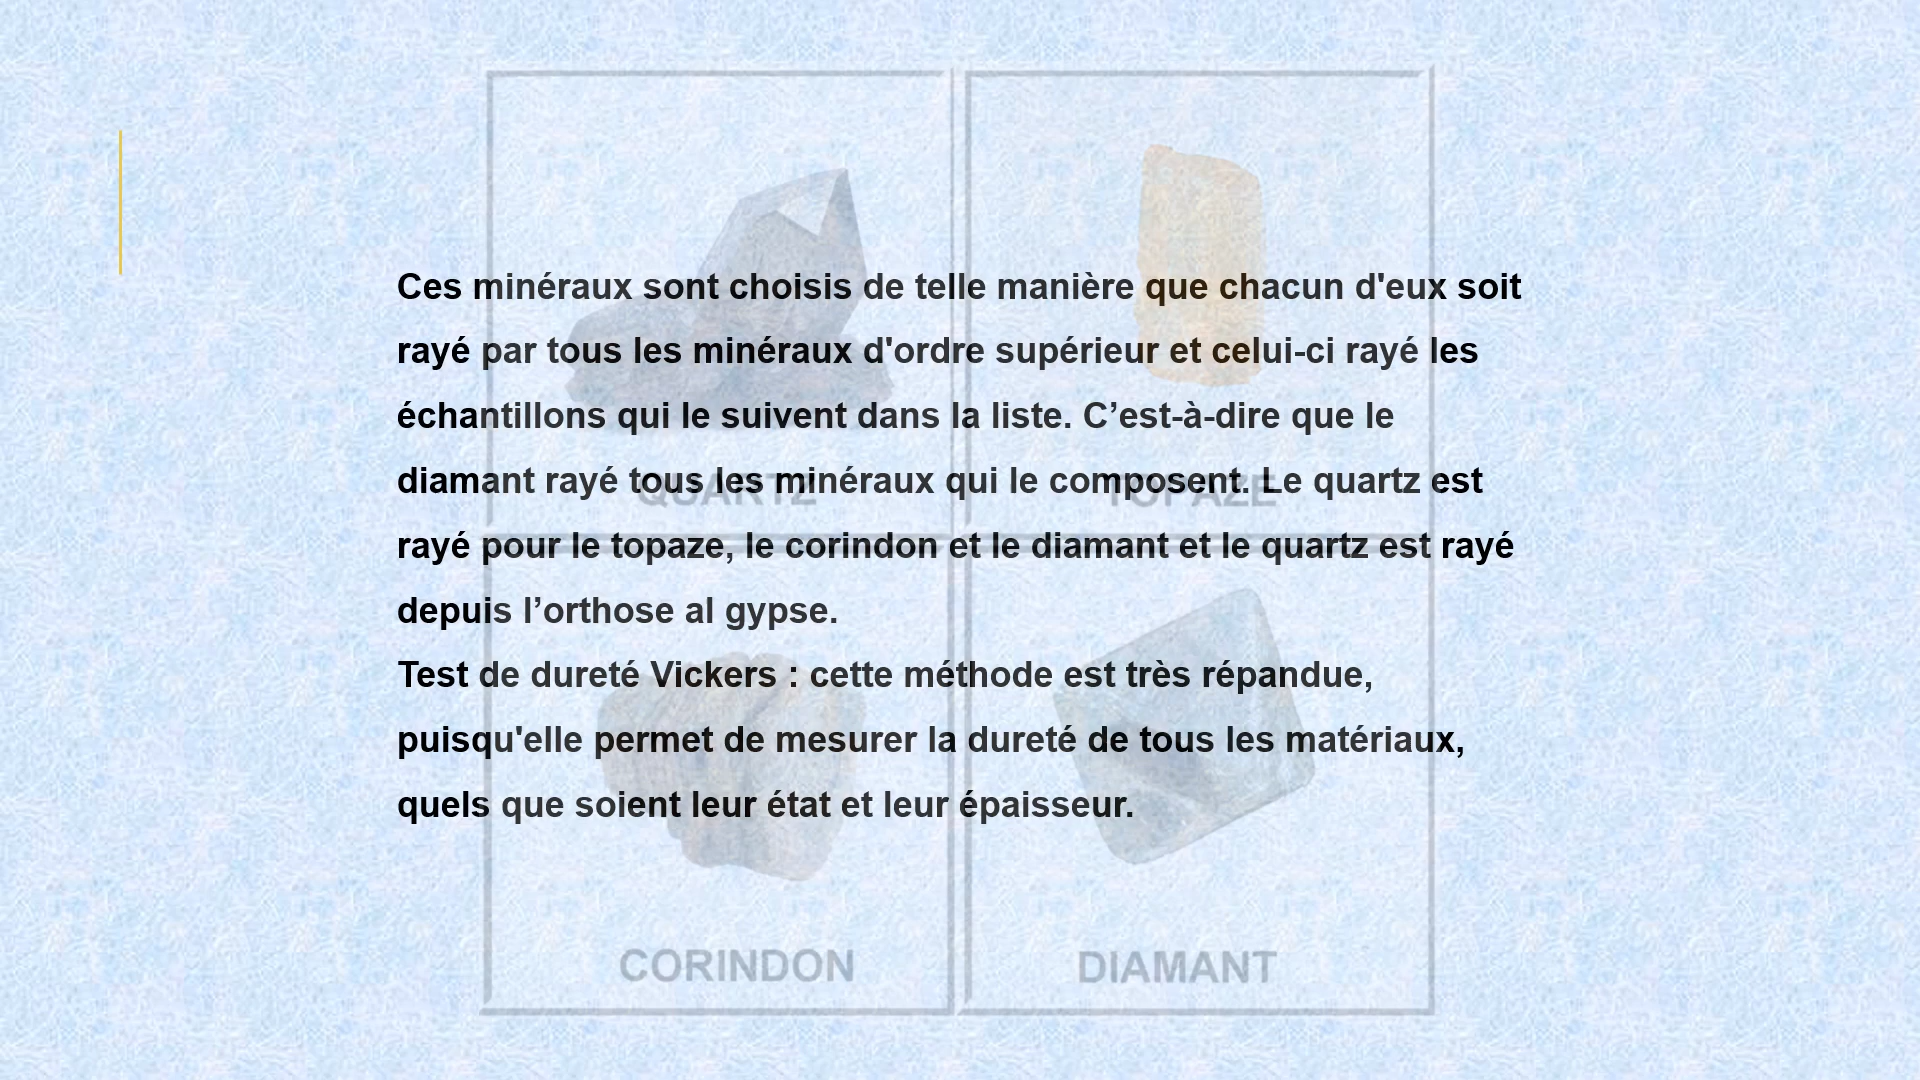 Ces minéraux sont choisis de telle manière que chacun d'eux soit
rayé par tous les minéraux d'ordre supérieur et celui-ci rayé les
échantillons qui le suivent dans la liste. C’est-à-dire que le
diamant rayé tous les minéraux qui le composent. Le quartz est
rayé pour le topaze, le corindon et le diamant et le quartz est rayé
depuis l’orthose al gypse.
Test de dureté Vickers : cette méthode est très répandue,
puisqu'elle permet de mesurer la dureté de tous les matériaux,
quels que soient leur état et leur épaisseur.
QUARTZ
TOPAZE
CORINDON
DIAMANT